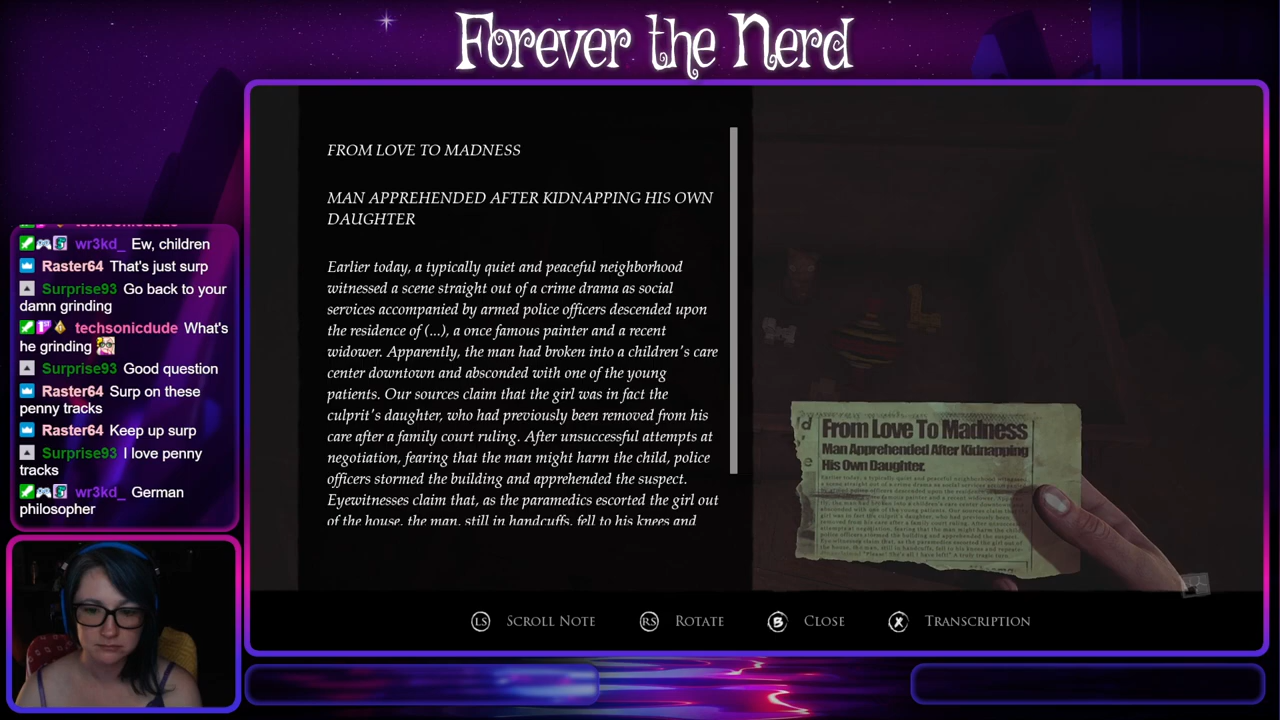 Forever the Nerd
techsonicdude
wr3kd_ Ew, children
Raster64 That's just surp
Surprise93 Go back to your
damn grinding
techsonicdude What's
he grinding
Surprise93 Good question
Raster64 Surp on these
penny tracks
Raster64 Keep up surp
Surprise93 I love penny
tracks
wr3kd_ German
philosopher
FROM LOVE TO MADNESS
MAN APPREHENDED AFTER KIDNAPPING HIS OWN
DAUGHTER
Earlier today, a typically quiet and peaceful neighborhood
witnessed a scene straight out of a crime drama as social
services accompanied by armed police officers descended upon
the residence of (...), a once famous painter and a recent
widower. Apparently, the man had broken into a children's care
center downtown and absconded with one of the young
patients. Our sources claim that the girl was in fact the
culprit's daughter, who had previously been removed from his
care after a family court ruling. After unsuccessful attempts at
negotiation, fearing that the man might harm the child, police
officers stormed the building and apprehended the suspect.
Eyewitnesses claim that, as the paramedics escorted the girl out
of the house, the man, still in handcuffs, fell to his knees and
From Love To Madness
Man Apprehended After Kidnapping
His Own Daughter.
LS SCROLL NOTE
RS ROTATE
B CLOSE
X TRANSCRIPTION